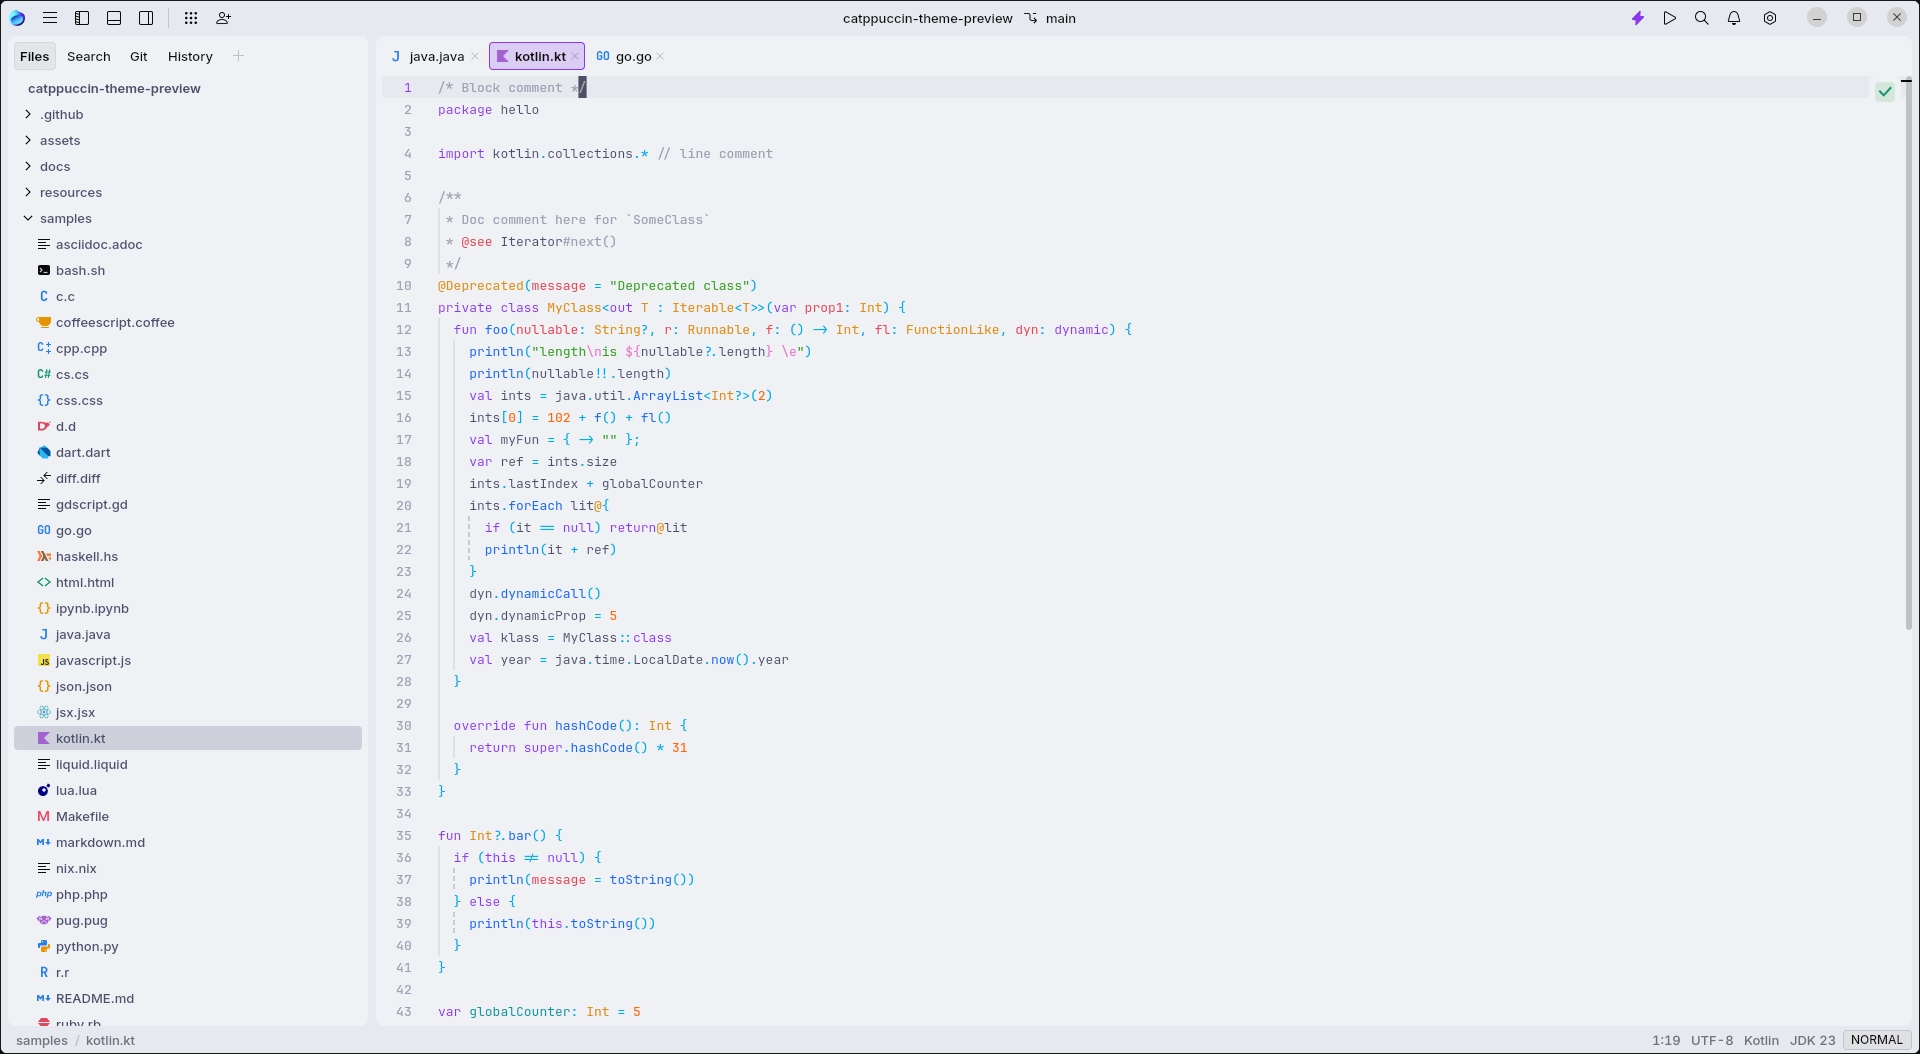 catppuccin-theme-preview main
Files Search Git History
catppuccin-theme-preview
.github
assets
docs
resources
samples
asciidoc.adoc
bash.sh
C c.c
coffeescript.coffee
cpp.cpp
C# cs.cs
{} css.css
d.d
dart.dart
diff.diff
gdscript.gd
GO go.go
haskell.hs
<> html.html
{} ipynb.ipynb
J java.java
JS javascript.js
{} json.json
jsx.jsx
kotlin.kt
liquid.liquid
lua.lua
M Makefile
M↓ markdown.md
nix.nix
php php.php
pug.pug
python.py
R r.r
M↓ README.md
ruby.rb
J java.java × kotlin.kt × GO go.go ×
1 /* Block comment */
2 package hello
3
4 import kotlin.collections.* // line comment
5
6 /**
7 * Doc comment here for `SomeClass`
8 * @see Iterator#next()
9 */
10 @Deprecated(message = "Deprecated class")
11 private class MyClass<out T : Iterable<T>>(var prop1: Int) {
12 fun foo(nullable: String?, r: Runnable, f: () -> Int, fl: FunctionLike, dyn: dynamic) {
13 println("length\nis ${nullable?.length} \e")
14 println(nullable!!.length)
15 val ints = java.util.ArrayList<Int?>(2)
16 ints[0] = 102 + f() + fl()
17 val myFun = { -> "" };
18 var ref = ints.size
19 ints.lastIndex + globalCounter
20 ints.forEach lit@{
21 if (it == null) return@lit
22 println(it + ref)
23 }
24 dyn.dynamicCall()
25 dyn.dynamicProp = 5
26 val klass = MyClass::class
27 val year = java.time.LocalDate.now().year
28 }
29
30 override fun hashCode(): Int {
31 return super.hashCode() * 31
32 }
33 }
34
35 fun Int?.bar() {
36 if (this != null) {
37 println(message = toString())
38 } else {
39 println(this.toString())
40 }
41 }
42
43 var globalCounter: Int = 5
samples / kotlin.kt 1:19 UTF-8 Kotlin JDK 23 NORMAL